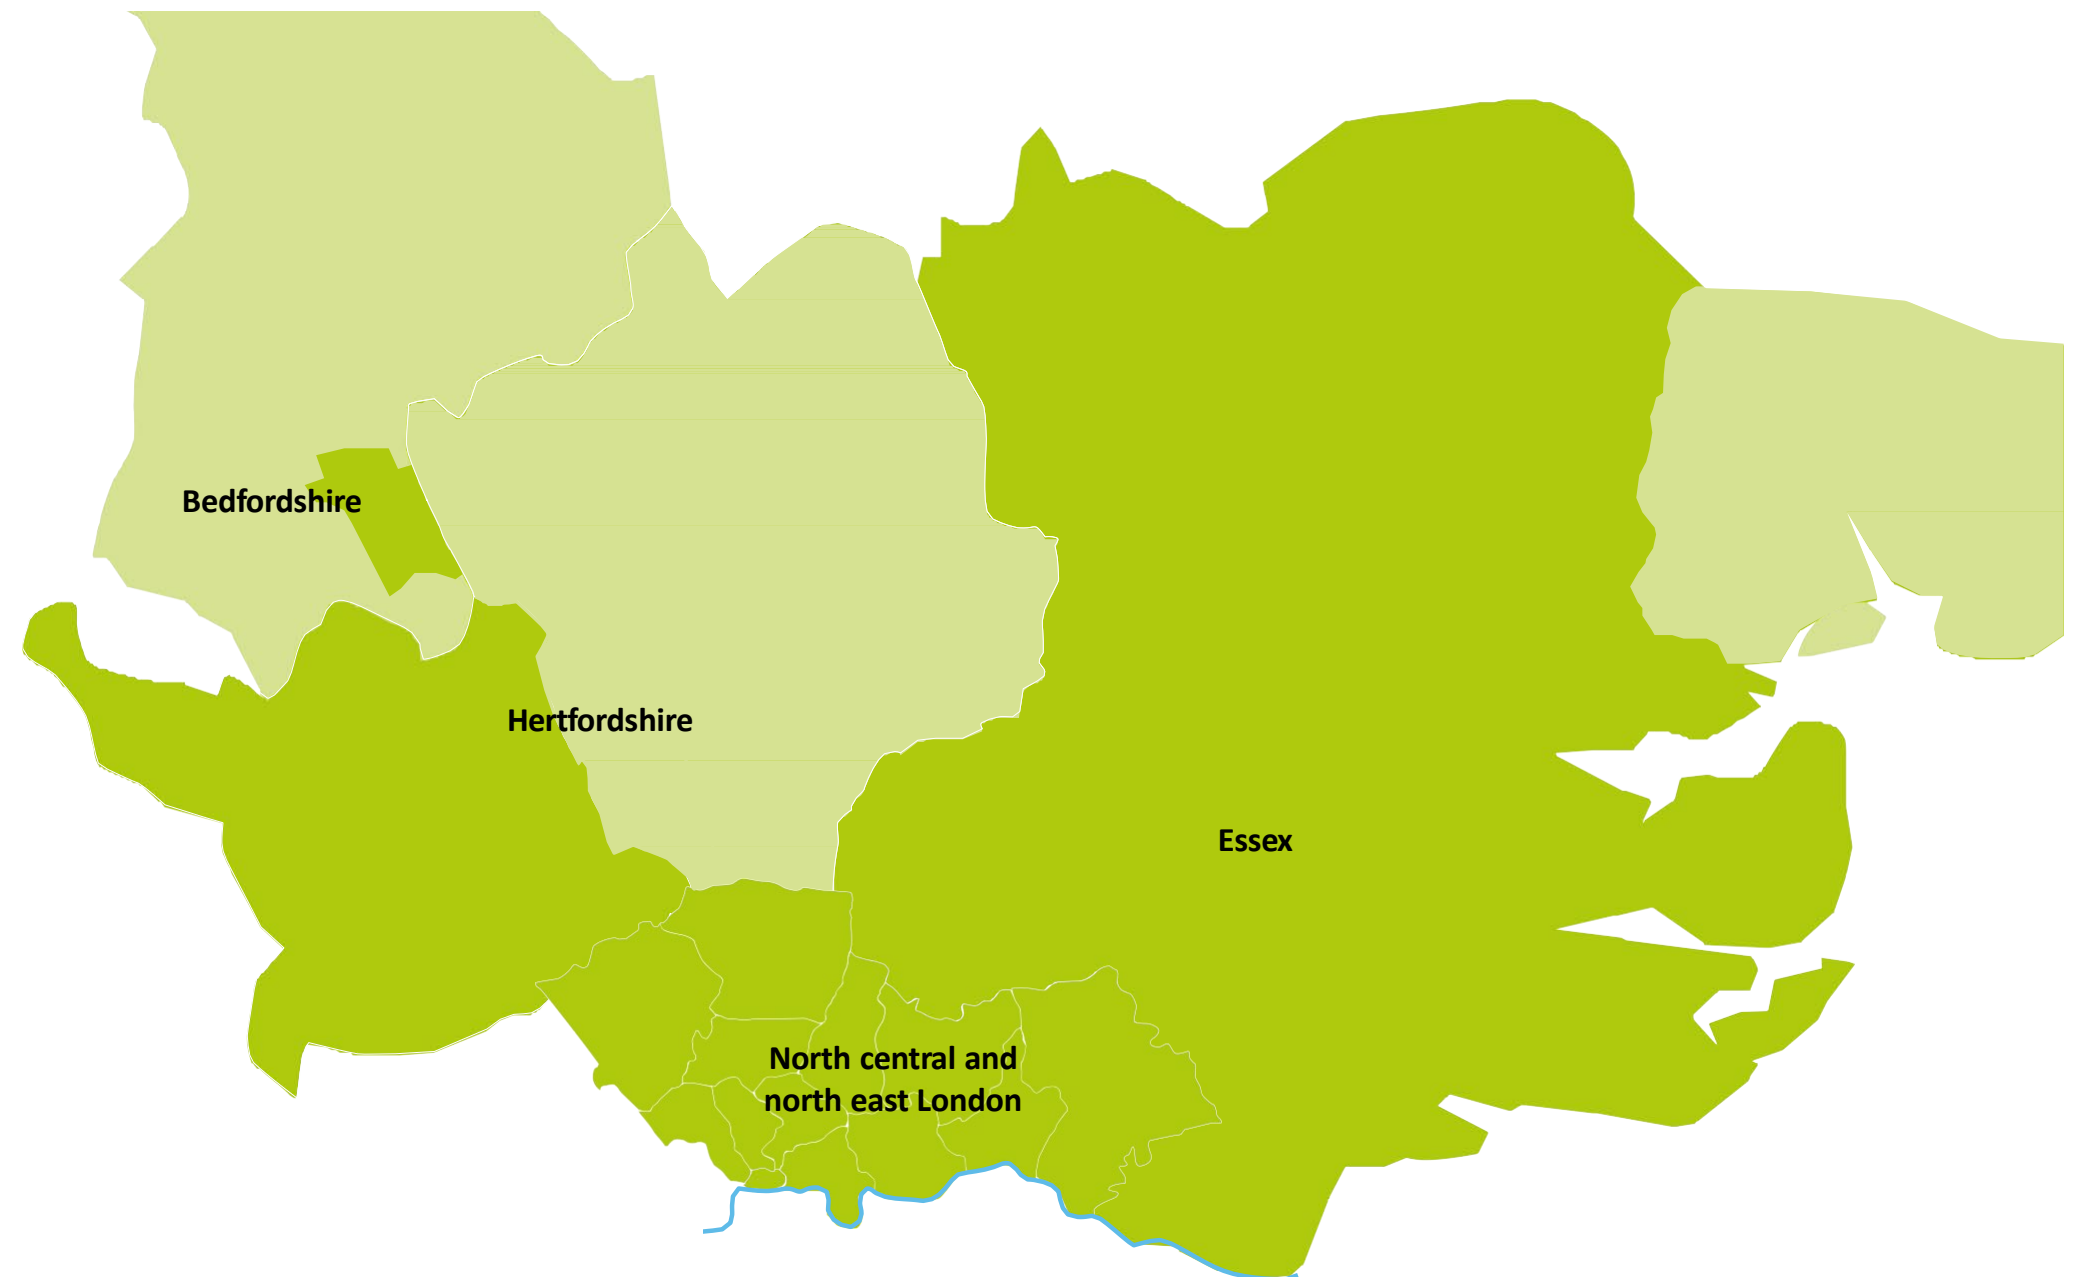 Bedfordshire
Hertfordshire
Essex
North central and
north east London